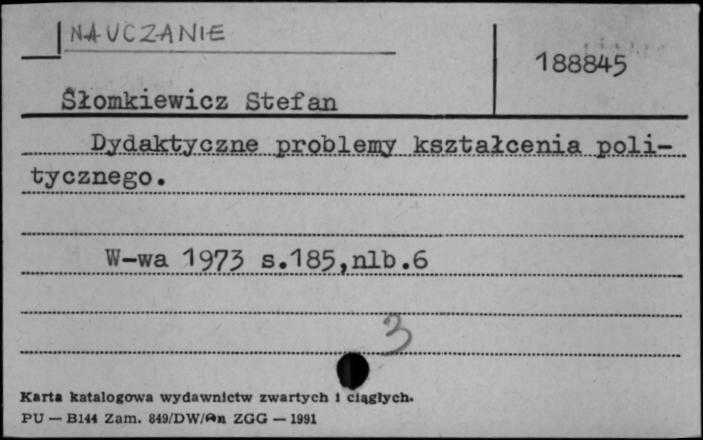 NAUCZANIE
188845
Słomkiewicz Stefan
Dydaktyczne problemy kształcenia poli-
tycznego.
W-wa 1973 s.185,nlb.6
3
Karta katalogowa wydawnictw zwartych i ciągłych.
PU — B144 Zam. 849/DW/An ZGG — 1991